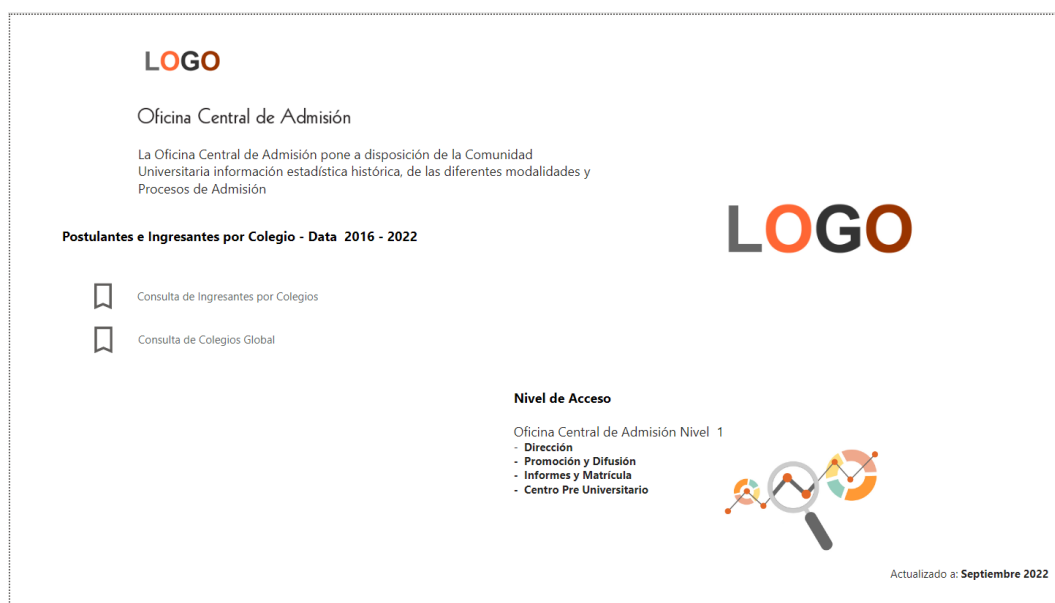 LOGO
Oficina Central de Admisión
La Oficina Central de Admisión pone a disposición de la Comunidad
Universitaria información estadística histórica, de las diferentes modalidades y
Procesos de Admisión
LOGO
Postulantes e Ingresantes por Colegio - Data 2016 - 2022
Consulta de Ingresantes por Colegios
Consulta de Colegios Global
Nivel de Acceso
Oficina Central de Admisión Nivel 1
- Dirección
- Promoción y Difusión
- Informes y Matrícula
- Centro Pre Universitario
Actualizado a: Septiembre 2022